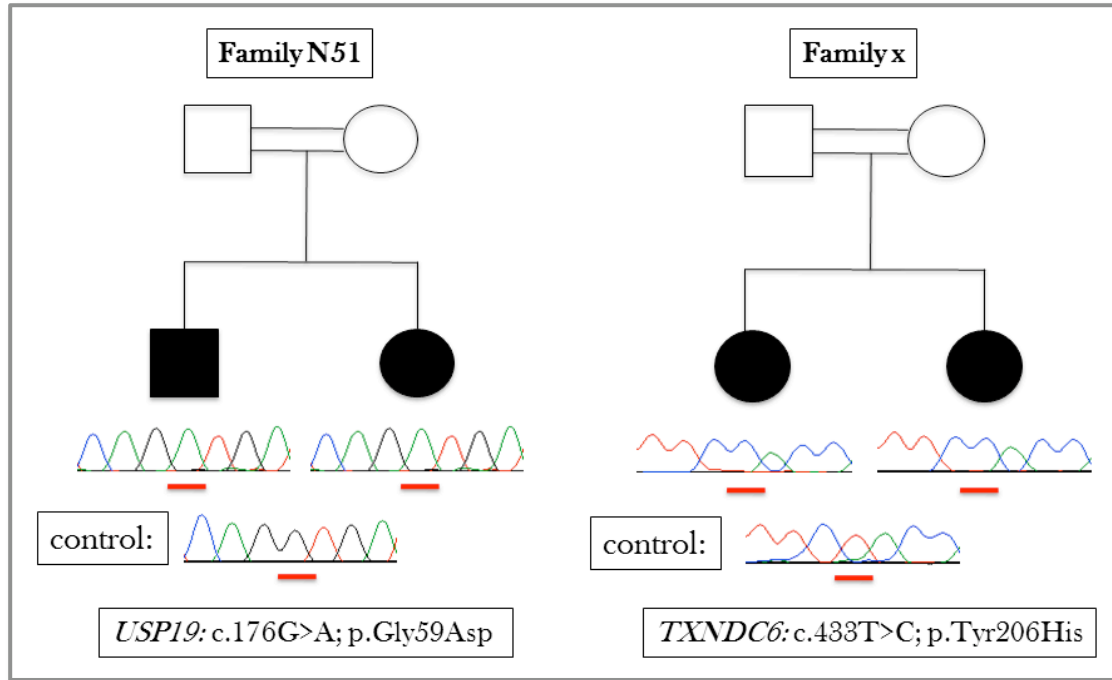 Family N51
Family x
control:
control:
USP19: c.176G>A; p.Gly59Asp
TXNDC6: c.433T>C; p.Tyr206His